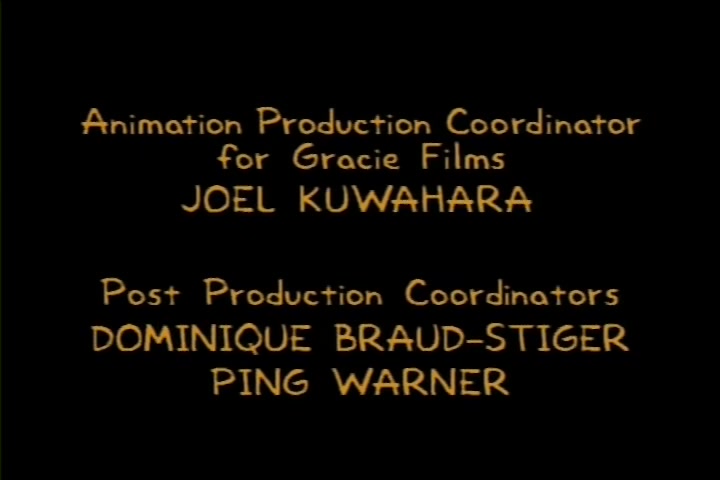 Animation Production Coordinator
for Gracie Films
JOEL KUWAHARA
Post Production Coordinators
DOMINIQUE BRAUD-STIGER
PING WARNER